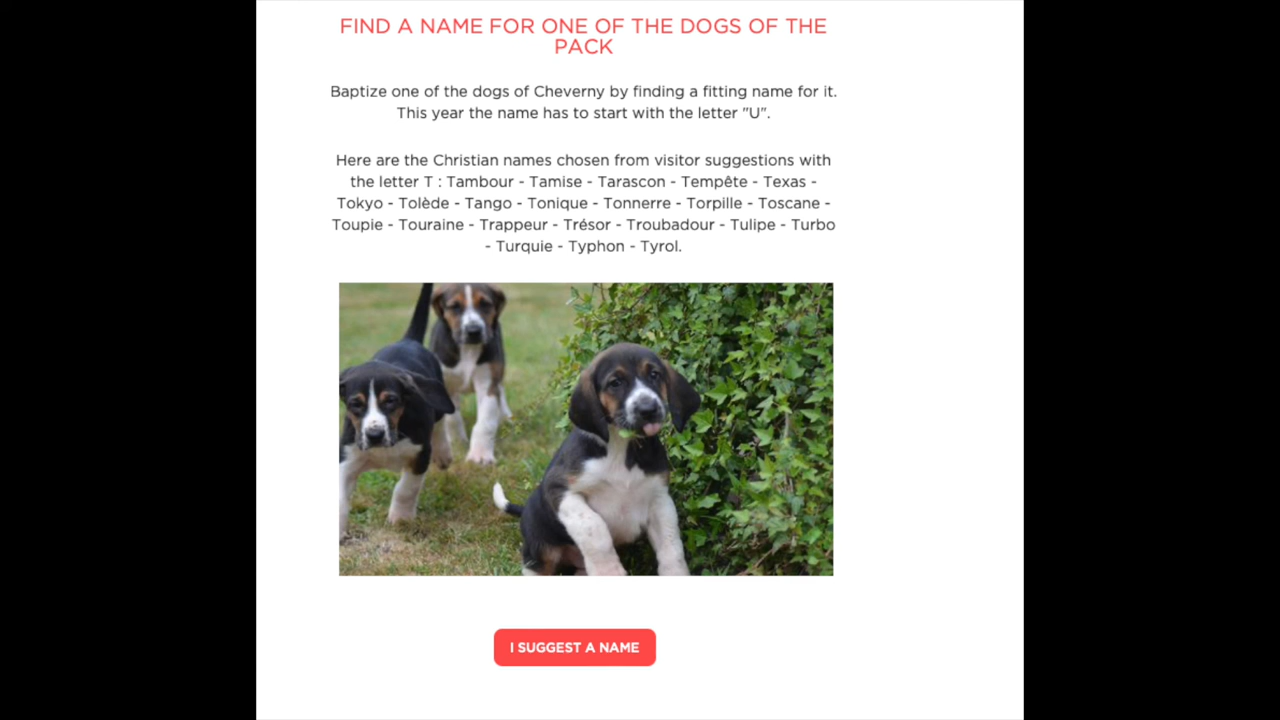 FIND A NAME FOR ONE OF THE DOGS OF THE
PACK
Baptize one of the dogs of Cheverny by finding a fitting name for it.
This year the name has to start with the letter "U".
Here are the Christian names chosen from visitor suggestions with
the letter T : Tambour - Tamise - Tarascon - Tempête - Texas -
Tokyo - Tolède - Tango - Tonique - Tonnerre - Torpille - Toscane -
Toupie - Touraine - Trappeur - Trésor - Troubadour - Tulipe - Turbo
- Turquie - Typhon - Tyrol.
I SUGGEST A NAME